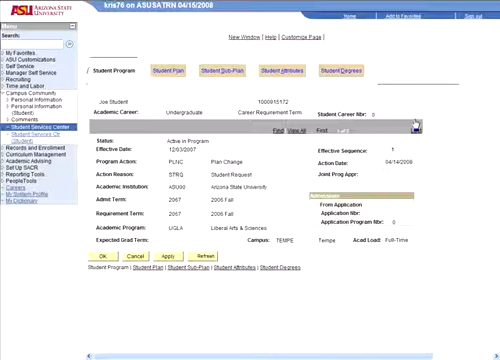 kris76 on ASUSATRN 04/15/2008
ASU ARIZONA STATE UNIVERSITY
Home Add to Favorites Sign out
Menu
Search:
New Window | Help | Customize Page |
My Favorites
ASU Customizations
Self Service
Manager Self Service
Recruiting
Time and Labor
Campus Community
Personal Information
Personal Information (Student)
Comments
Student Services Center
Student Services Ctr (Student)
Records and Enrollment
Curriculum Management
Academic Advising
Set Up SACR
Reporting Tools
PeopleTools
Careers
My System Profile
My Dictionary
Student Program Student Plan Student Sub-Plan Student Attributes Student Degrees
Joe Student 1000915172
Academic Career: Undergraduate Career Requirement Term Student Career Nbr: 0
Find View All First 1 of 6
Status: Active in Program
Effective Date: 12/03/2007 Effective Sequence: 1
Program Action: PLNC Plan Change Action Date: 04/14/2008
Action Reason: STRQ Student Request Joint Prog Appr:
Academic Institution: ASU00 Arizona State University
Admissions
Admit Term: 2067 2006 Fall From Application
Application Nbr:
Requirement Term: 2067 2006 Fall
Application Program Nbr: 0
Academic Program: UGLA Liberal Arts & Sciences
Expected Grad Term: Campus: TEMPE Tempe Acad Load: Full-Time
OK Cancel Apply Refresh
Student Program | Student Plan | Student Sub-Plan | Student Attributes | Student Degrees